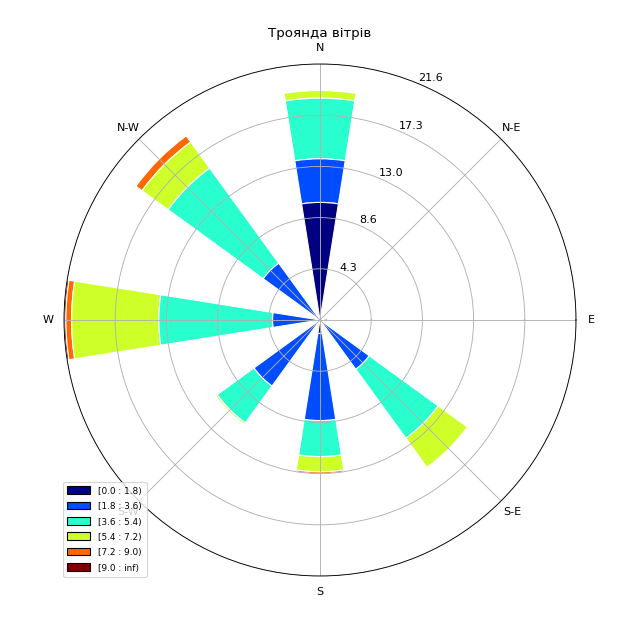 Троянда вітрів
N
21.6
N-W
17.3
N-E
13.0
8.6
4.3
W
E
[0.0 : 1.8)
[1.8 : 3.6)
[3.6 : 5.4)
[5.4 : 7.2)
[7.2 : 9.0)
[9.0 : inf)
S-W
S-E
S